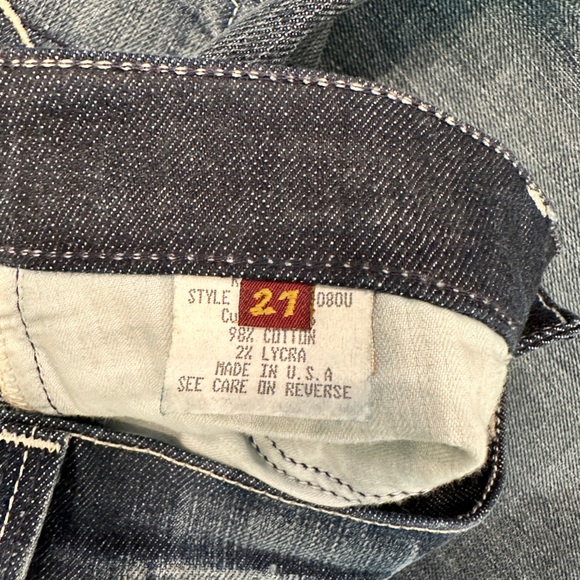 STYLE 27 080U
98% COTTON
2% LYCRA
MADE IN U.S.A
SEE CARE ON REVERSE